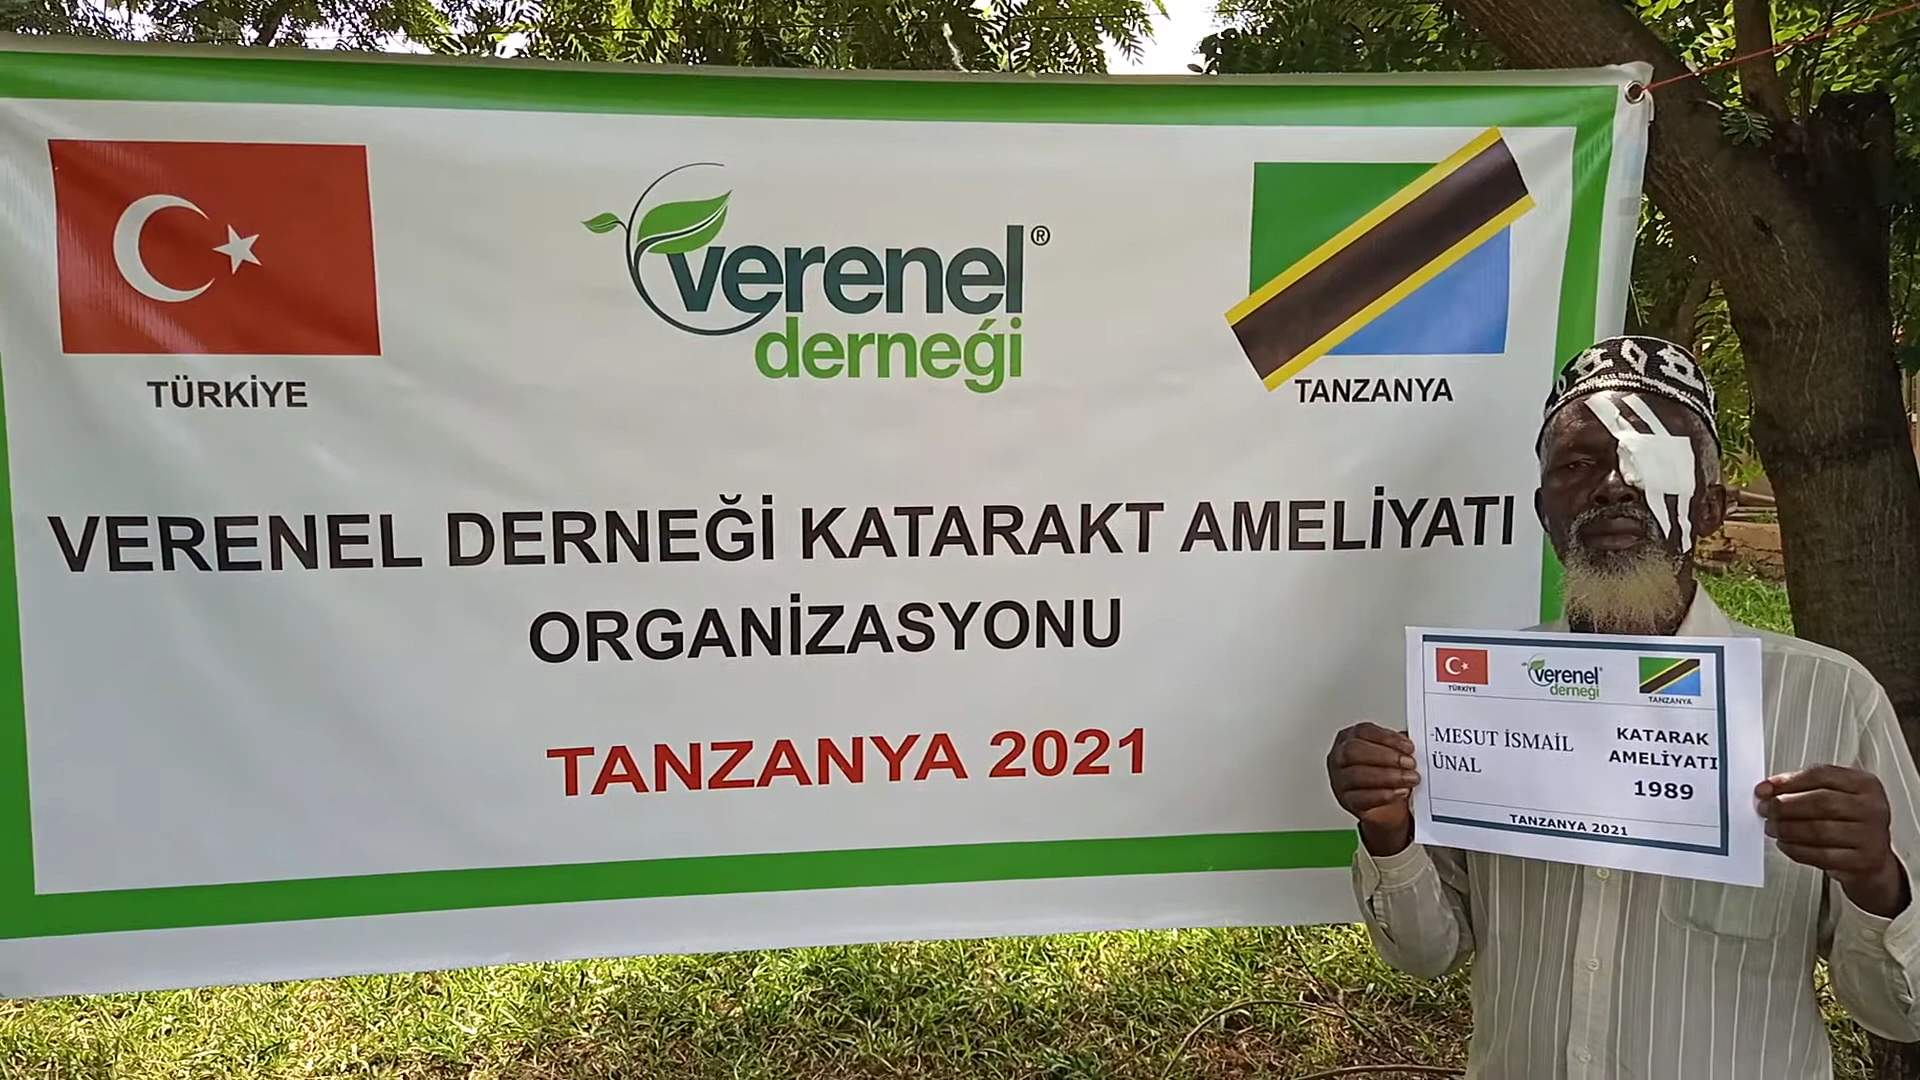 verenel®
derneği
TÜRKİYE
TANZANYA
VERENEL DERNEĞİ KATARAKT AMELİYATI
ORGANİZASYONU
TANZANYA 2021
verenel
derneği
TÜRKİYE
TANZANYA
-MESUT İSMAİL
ÜNAL
KATARAK
AMELİYATI
1989
TANZANYA 2021